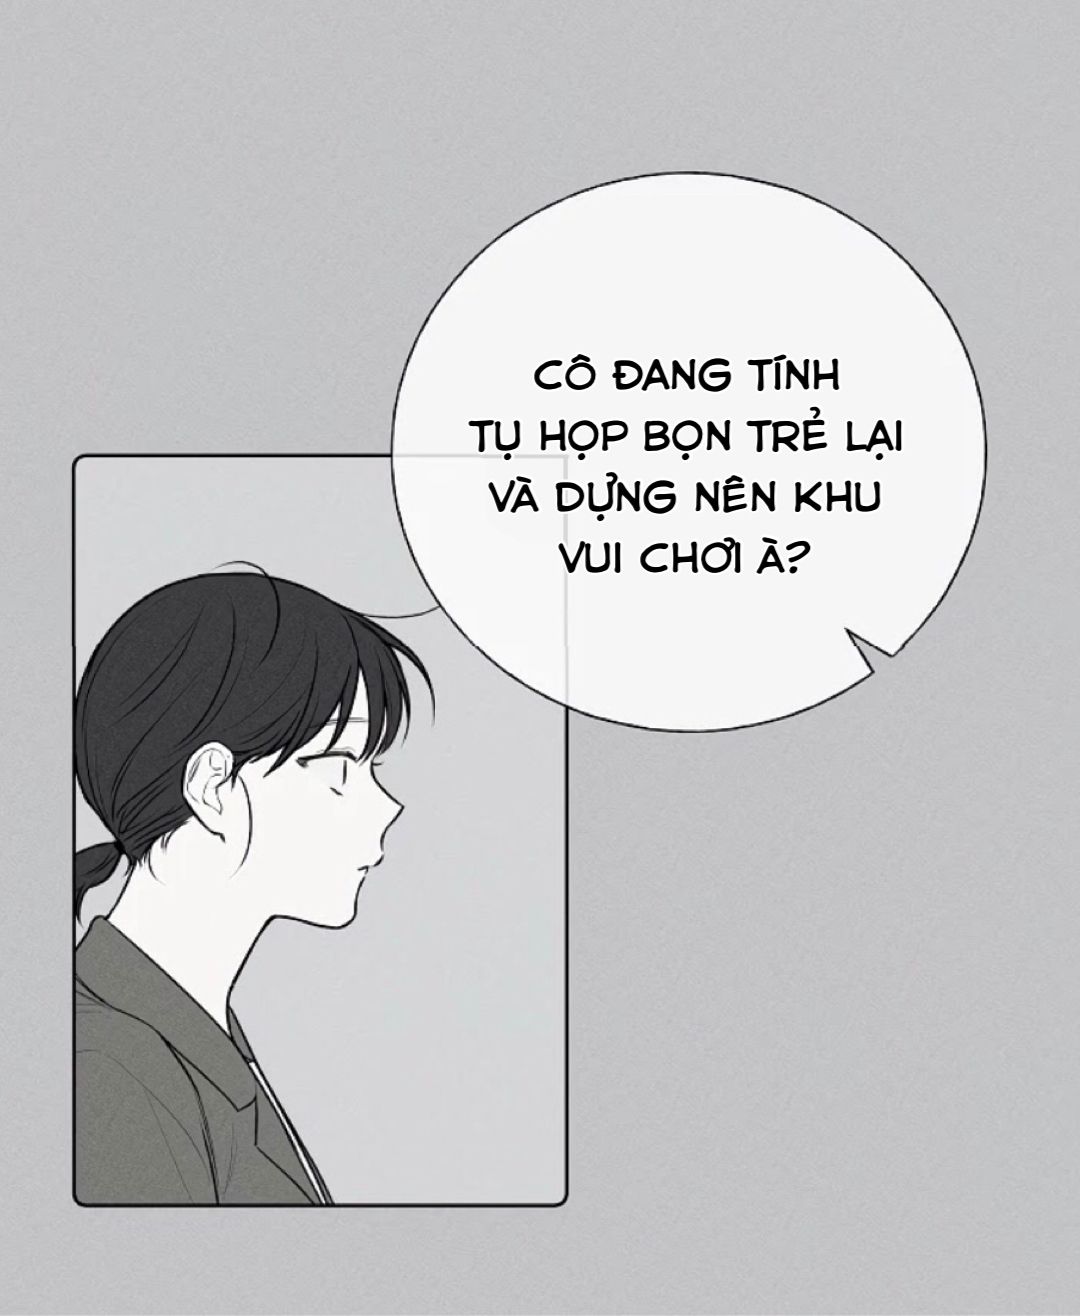 CÔ ĐANG TÍNH
TỤ HỌP BỌN TRẺ LẠI
VÀ DỰNG NÊN KHU
VUI CHƠI À?